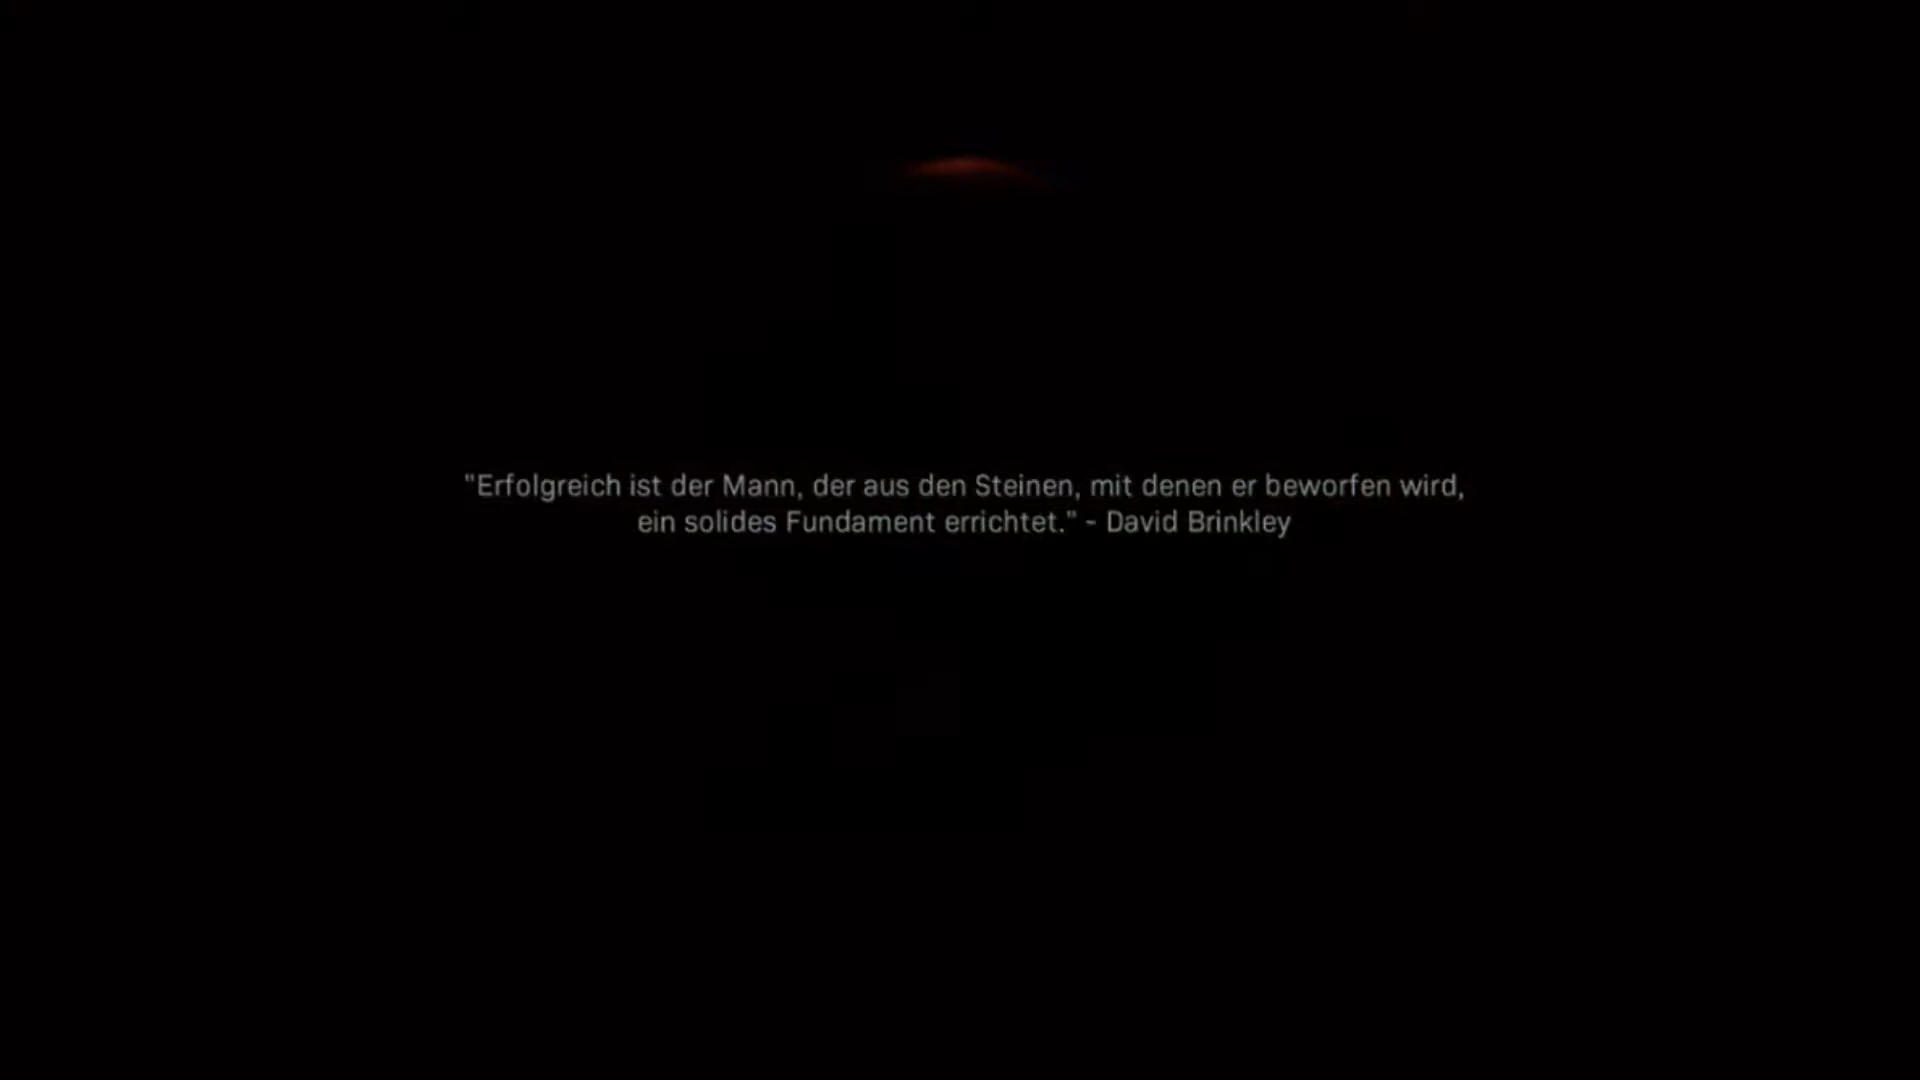 "Erfolgreich ist der Mann, der aus den Steinen, mit denen er beworfen wird,
ein solides Fundament errichtet." - David Brinkley